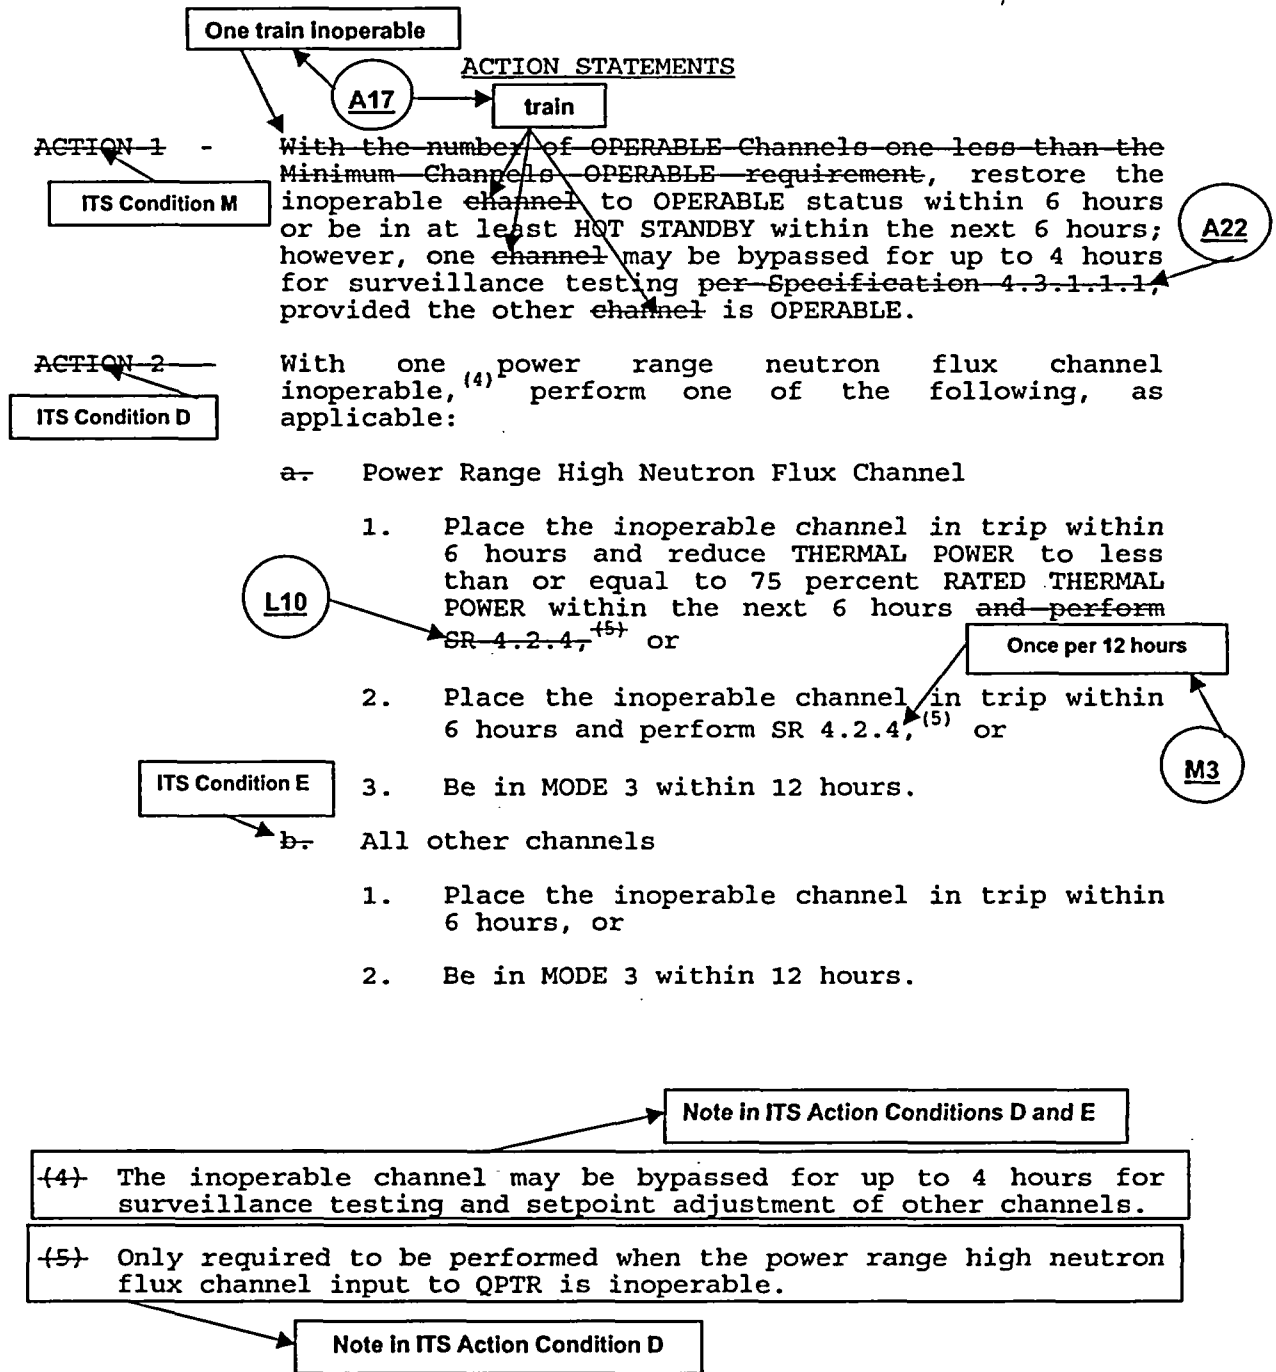 One train inoperable
ACTION STATEMENTS
A17
train
ACTION 1 - With the number of OPERABLE Channels one less than the
Minimum Channels OPERABLE requirement, restore the
ITS Condition M
inoperable channel to OPERABLE status within 6 hours
or be in at least HOT STANDBY within the next 6 hours;
A22
however, one channel may be bypassed for up to 4 hours
for surveillance testing per Specification 4.3.1.1.1,
provided the other channel is OPERABLE.
ACTION 2 With one power range neutron flux channel
inoperable,(4) perform one of the following, as
ITS Condition D
applicable:
a. Power Range High Neutron Flux Channel
1. Place the inoperable channel in trip within
6 hours and reduce THERMAL POWER to less
than or equal to 75 percent RATED THERMAL
L10
POWER within the next 6 hours and perform
SR 4.2.4,(5) or
Once per 12 hours
2. Place the inoperable channel in trip within
6 hours and perform SR 4.2.4,(5) or
M3
ITS Condition E
3. Be in MODE 3 within 12 hours.
b. All other channels
1. Place the inoperable channel in trip within
6 hours, or
2. Be in MODE 3 within 12 hours.
Note in ITS Action Conditions D and E
(4) The inoperable channel may be bypassed for up to 4 hours for
surveillance testing and setpoint adjustment of other channels.
(5) Only required to be performed when the power range high neutron
flux channel input to QPTR is inoperable.
Note in ITS Action Condition D